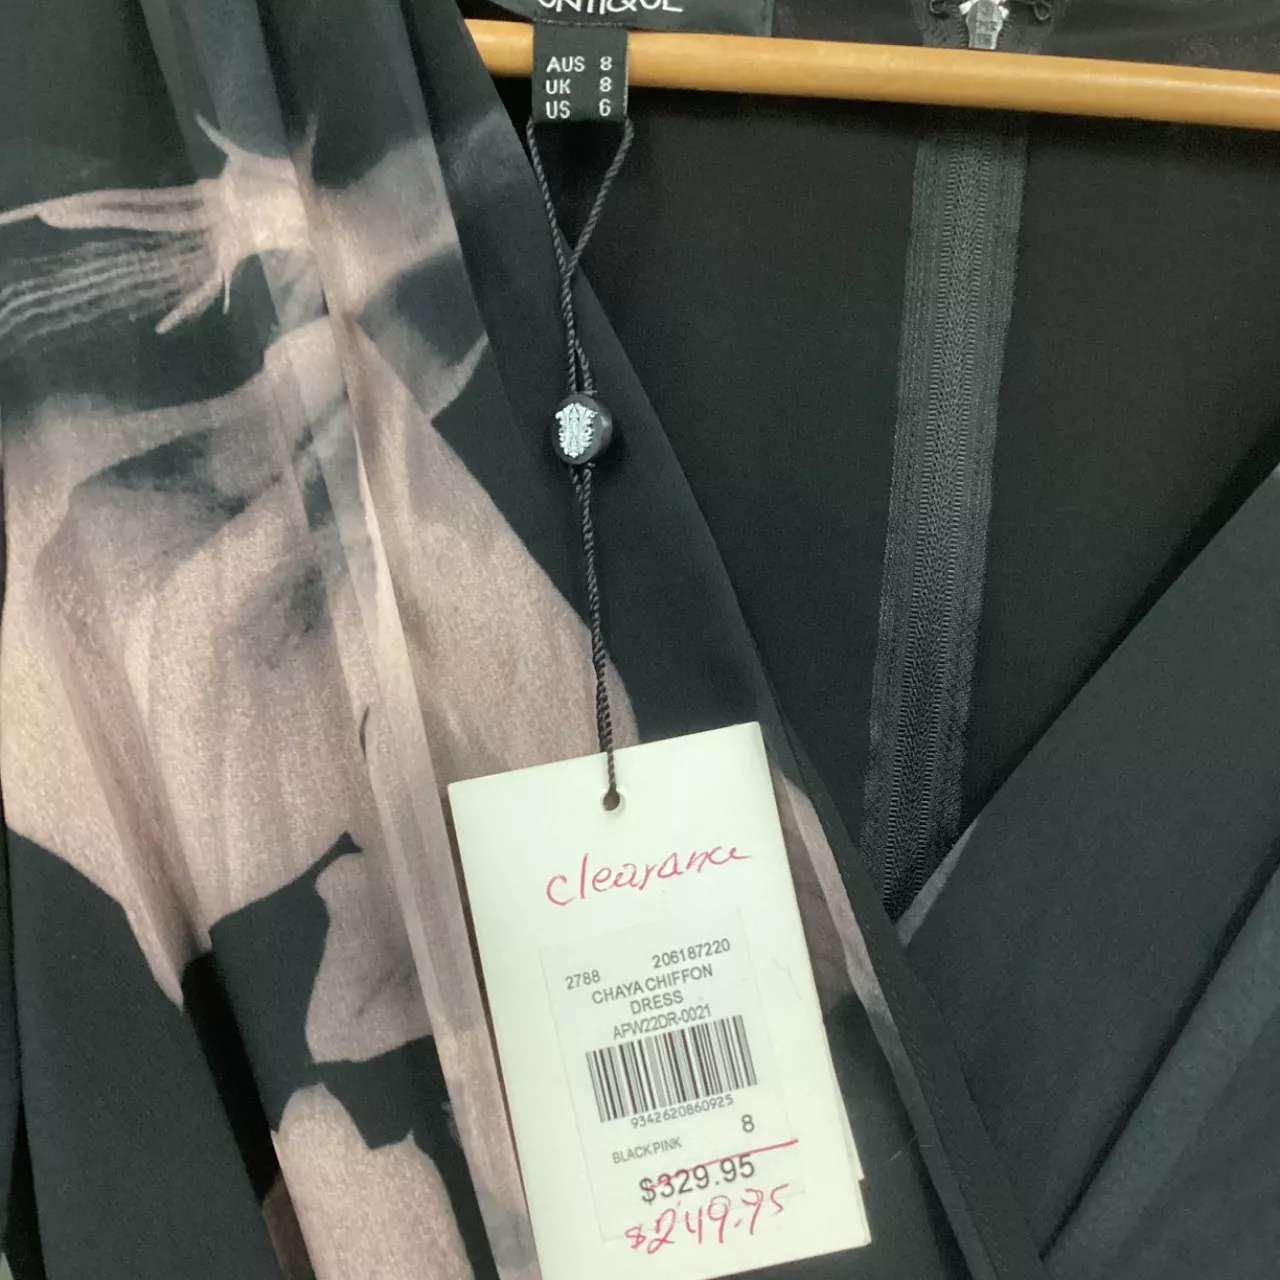 AUS 8
UK 8
US 6
clearance
2788 206187220
CHAYA CHIFFON
DRESS
APW22DR-0021
9342620860925
BLACK PINK 8
$329.95
$249.95